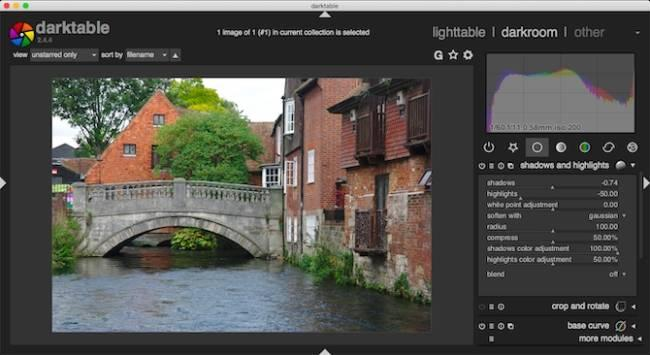 darktable
darktable
2.4.4
1 image of 1 (#1) in current collection is selected
lighttable | darkroom | other
view unstarred only sort by filename
G
1/60 f/11.0 58mm iso 200
shadows and highlights
shadows -0.74
highlights -50.00
white point adjustment 0.00
soften with gaussian
radius 100.00
compress 50.00%
shadows color adjustment 100.00%
highlights color adjustment 50.00%
blend off
crop and rotate
base curve
more modules